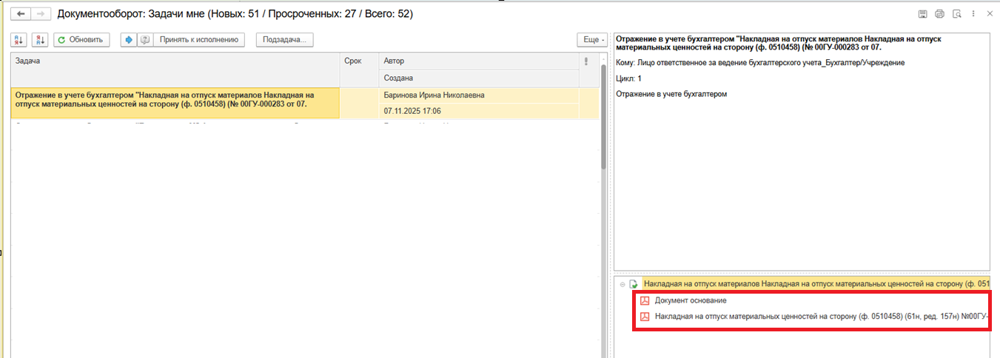 Документооборот: Задачи мне (Новых: 51 / Просроченных: 27 / Всего: 52)
Обновить
Принять к исполнению
Подзадача...
Еще
Задача
Срок
Автор
Создана
Отражение в учете бухгалтером "Накладная на отпуск материалов Накладная на
отпуск материальных ценностей на сторону (ф. 0510458) (№ 00ГУ-000283 от 07.
Баринова Ирина Николаевна
07.11.2025 17:06
Отражение в учете бухгалтером "Накладная на отпуск материалов Накладная на отпуск
материальных ценностей на сторону (ф. 0510458) (№ 00ГУ-000283 от 07.
Кому: Лицо ответственное за ведение бухгалтерского учета_Бухгалтер/Учреждение
Цикл: 1
Отражение в учете бухгалтером
Накладная на отпуск материалов Накладная на отпуск материальных ценностей на сторону (ф. 051
Документ основание
Накладная на отпуск материальных ценностей на сторону (ф. 0510458) (61н, ред. 157н) №00ГУ-